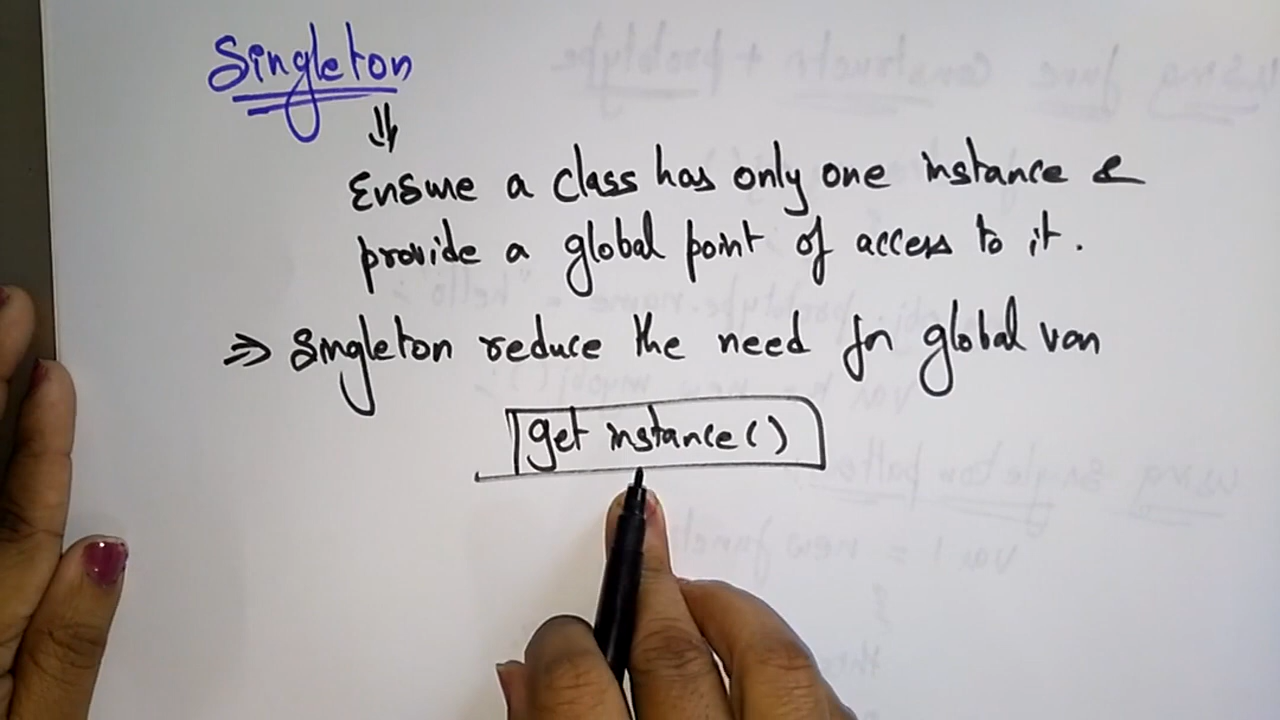 Singleton
Ensure a class has only one instance &
provide a global point of access to it.
⇒ Singleton reduce the need for global var
get instance()